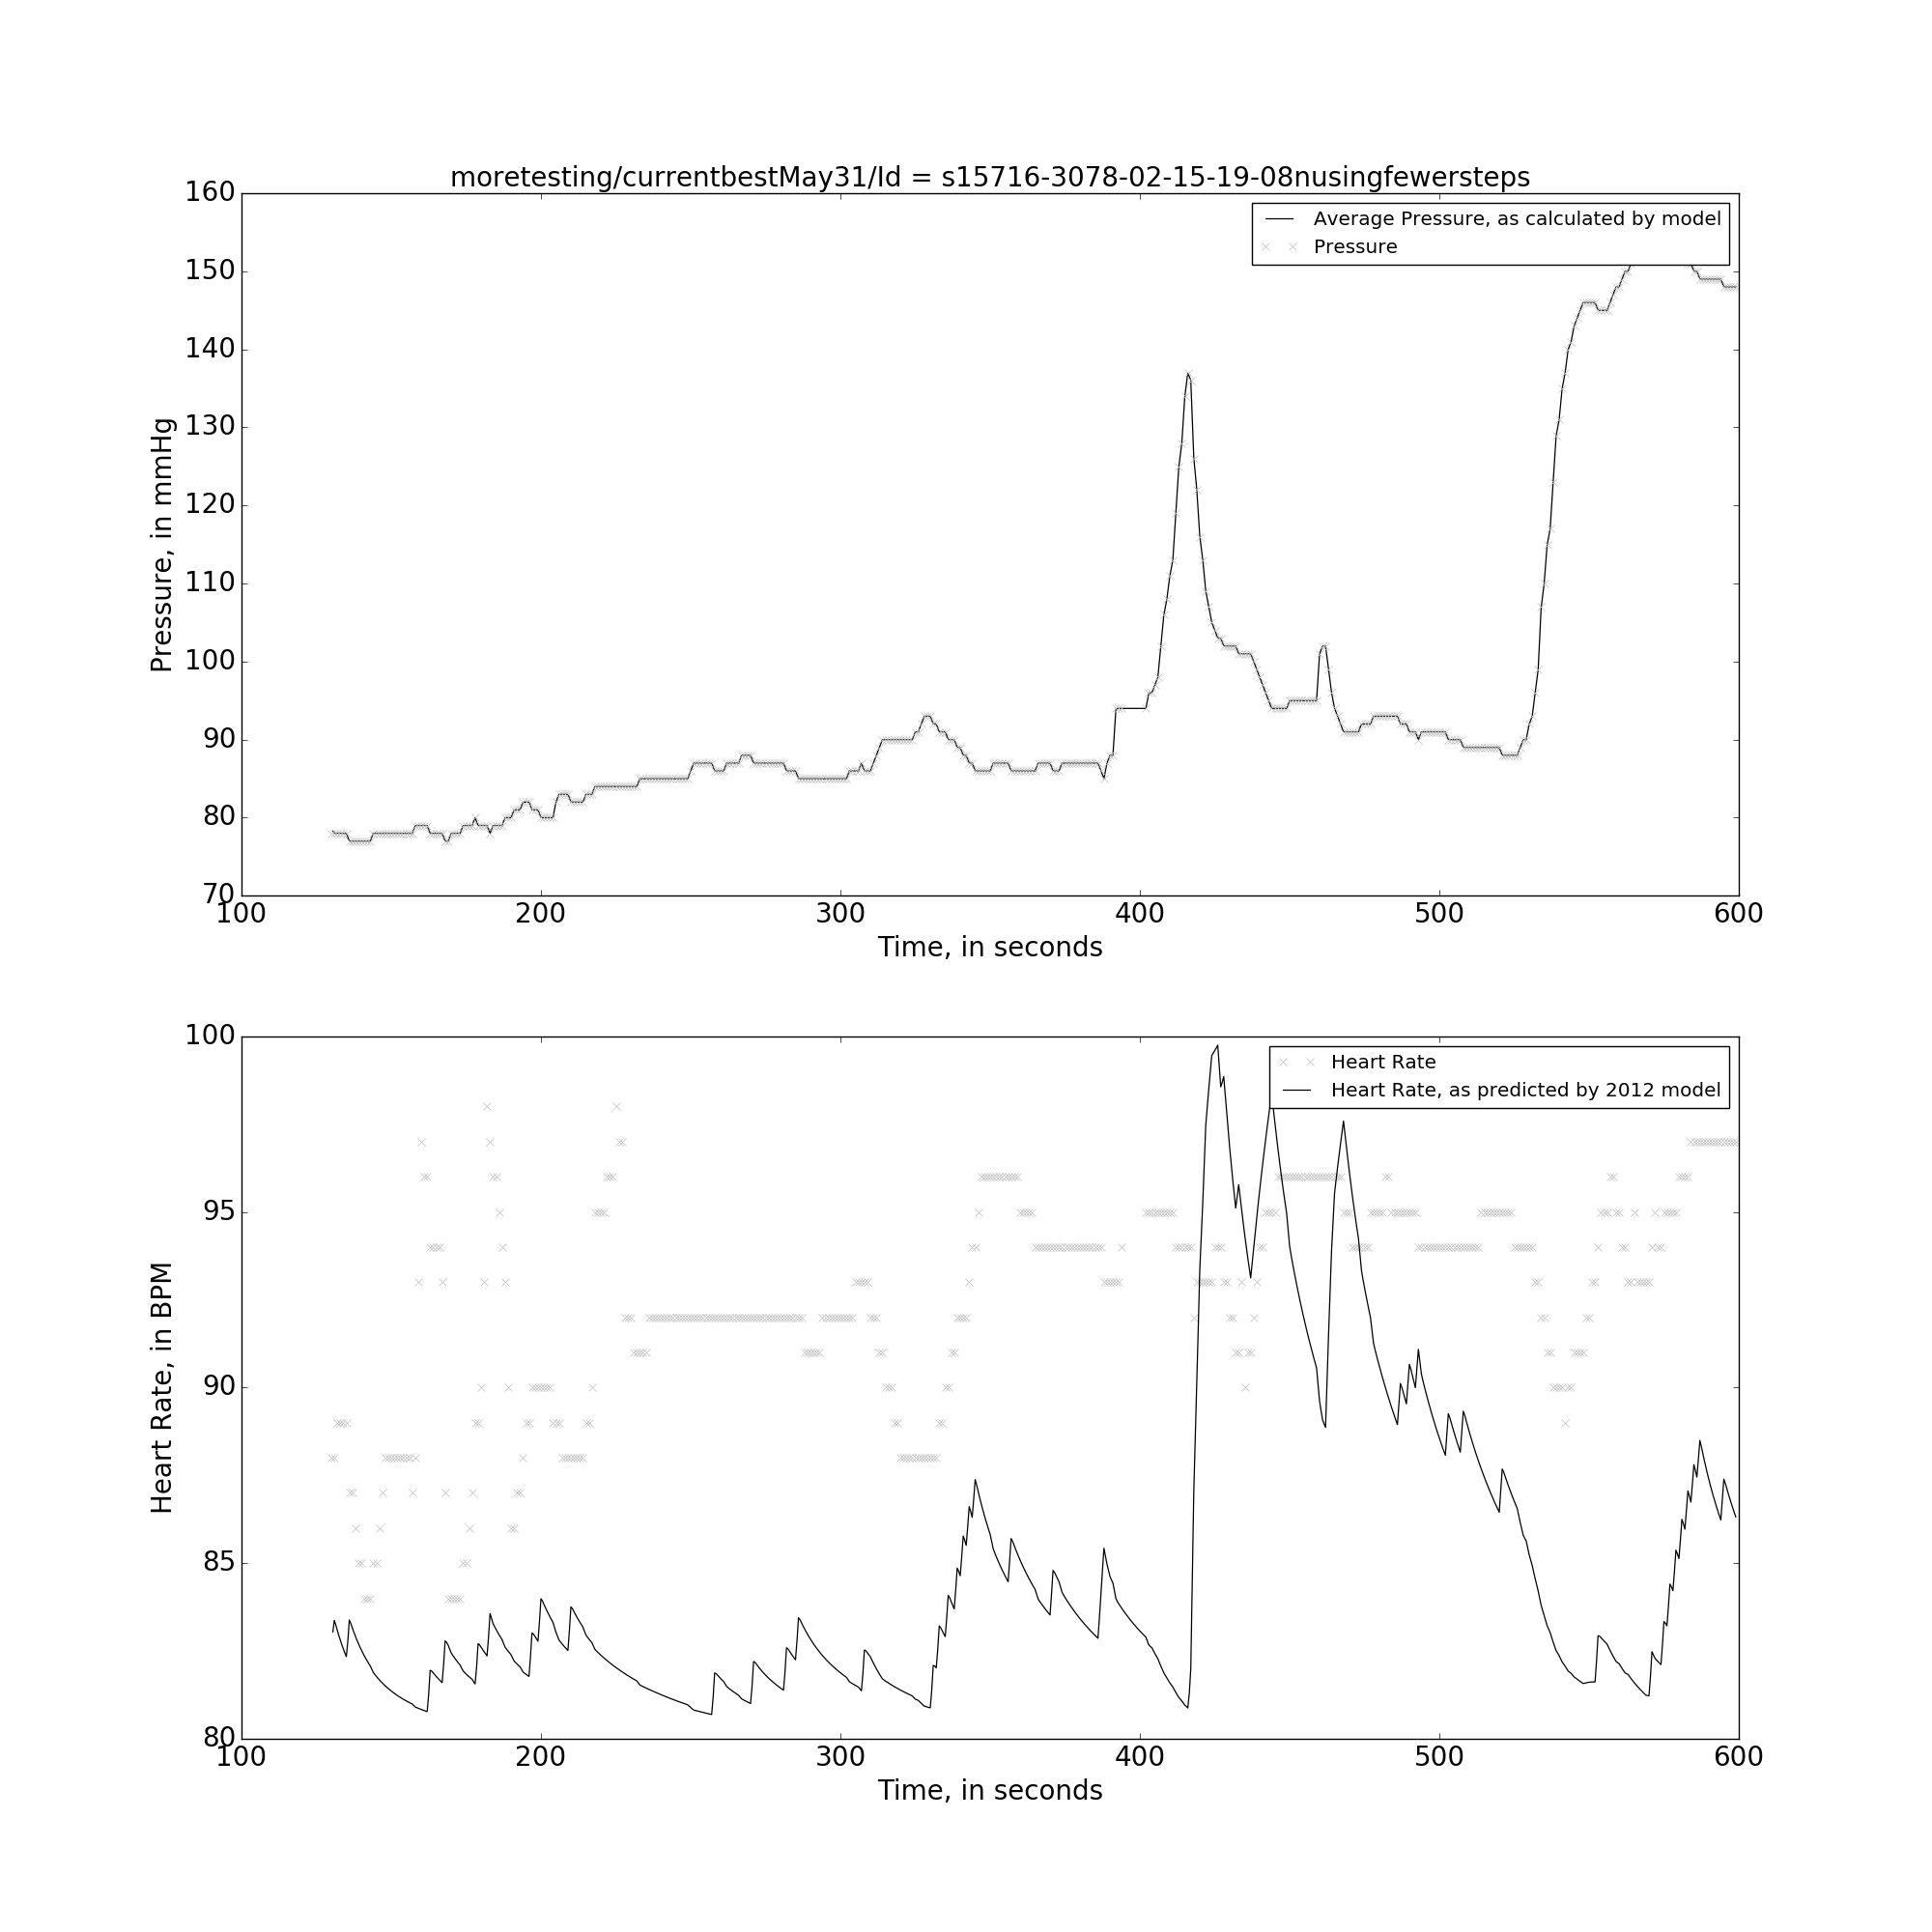 moretesting/currentbestMay31/Id = s15716-3078-02-15-19-08nusingfewersteps
Average Pressure, as calculated by model
Pressure
Pressure, in mmHg
160
150
140
130
120
110
100
90
80
70
100 200 300 400 500 600
Time, in seconds
Heart Rate
Heart Rate, as predicted by 2012 model
Heart Rate, in BPM
100
95
90
85
80
100 200 300 400 500 600
Time, in seconds